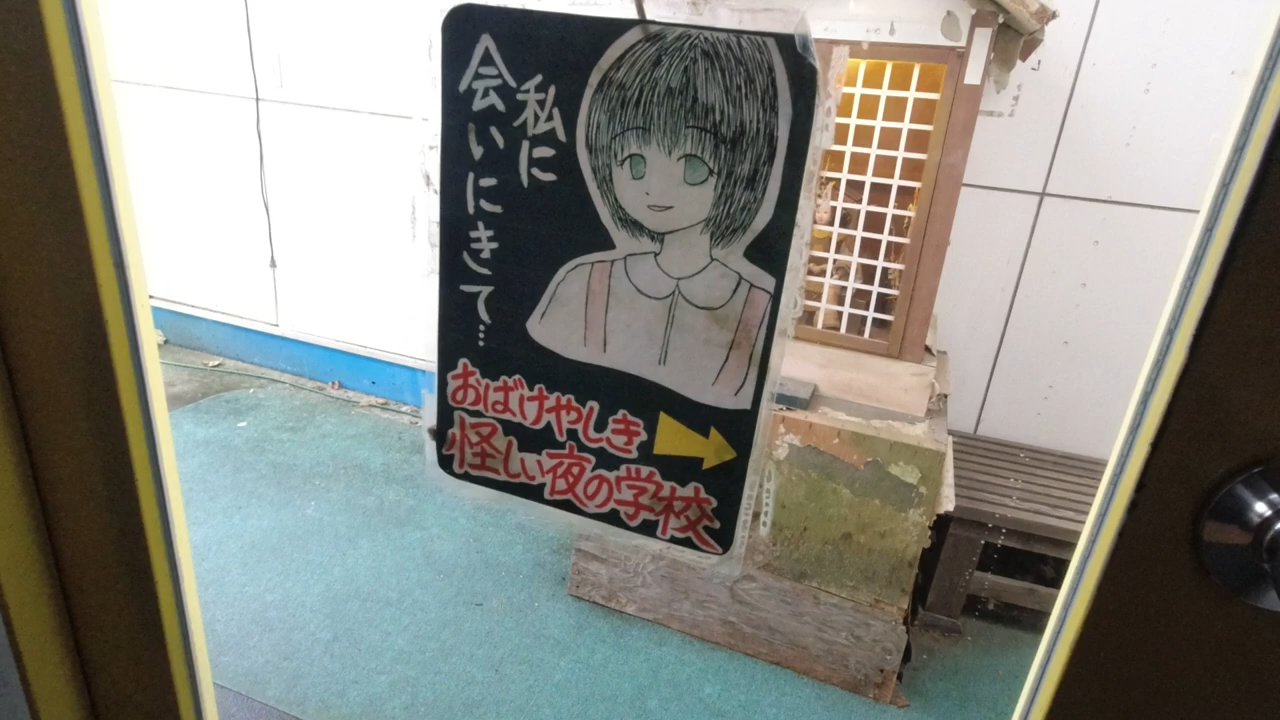 私に
会いにきて…
おばけやしき
怪しい夜の学校